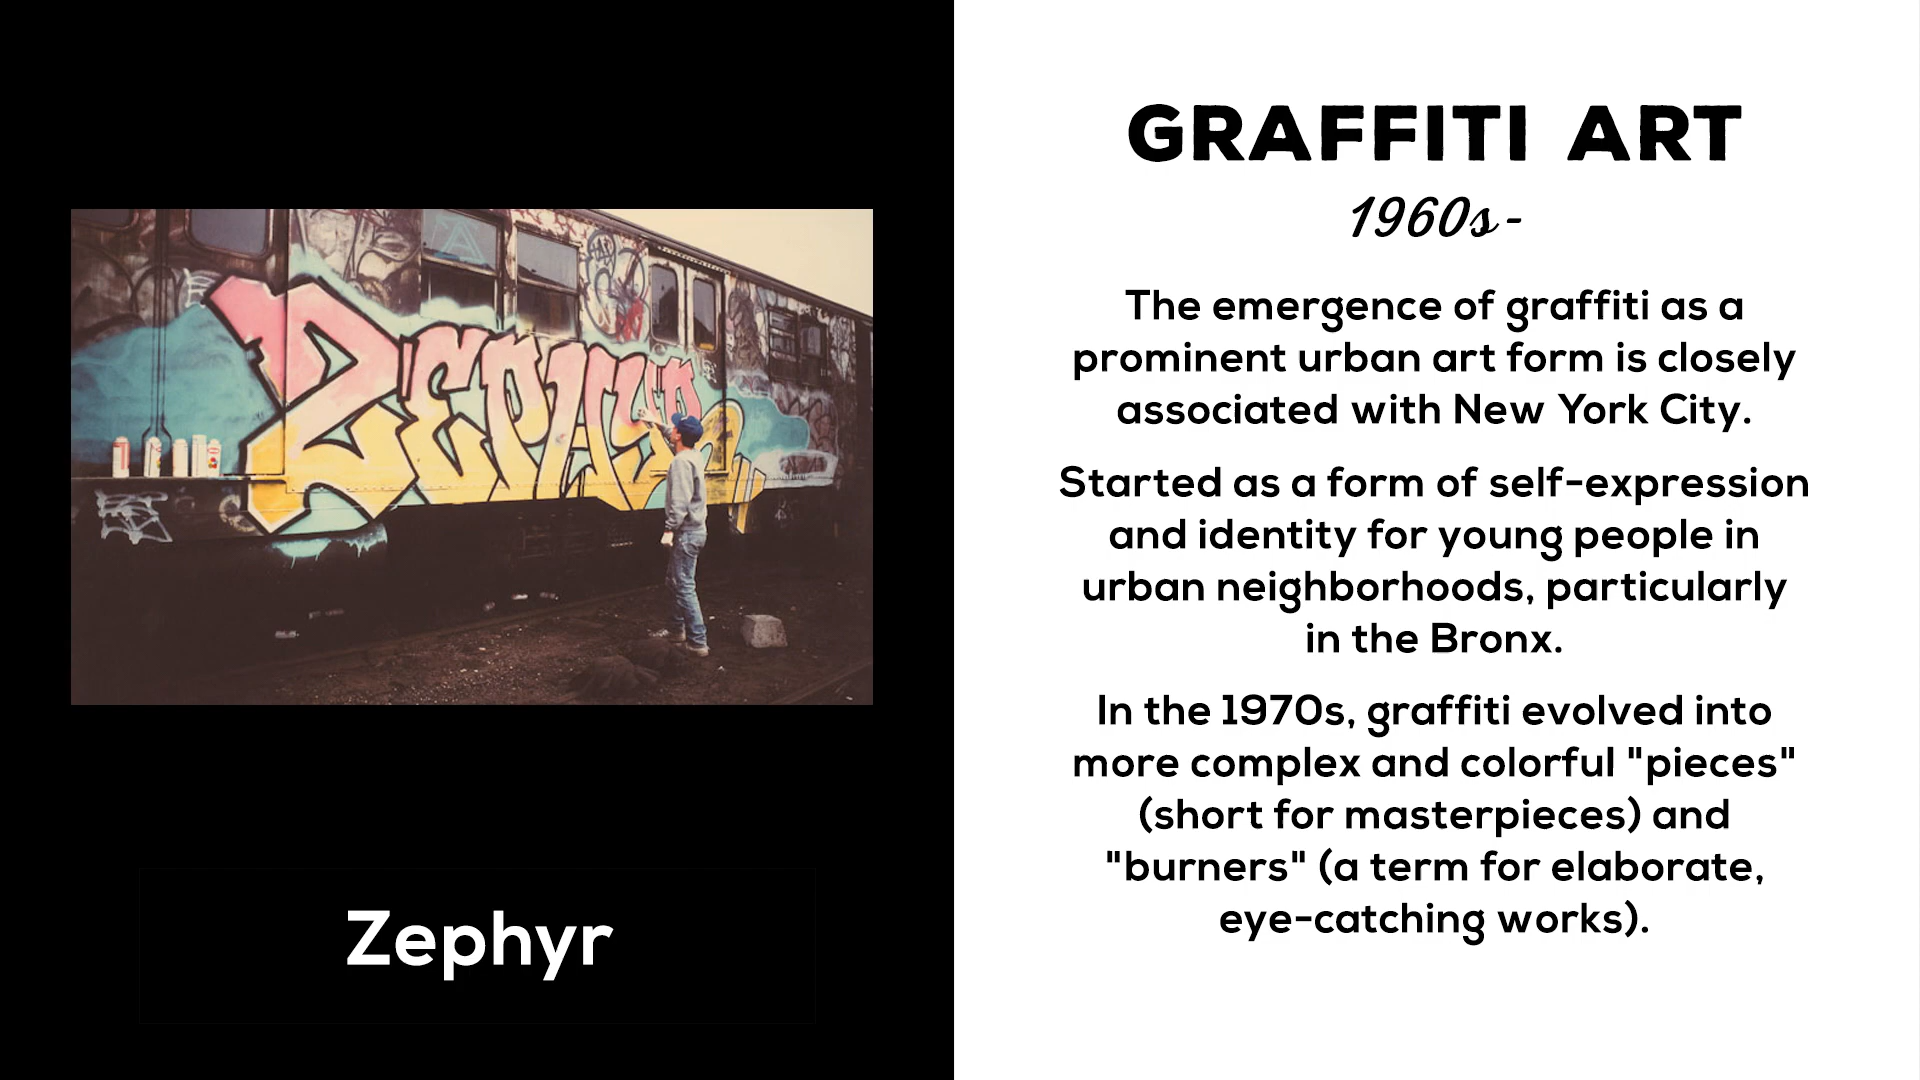 ZEPHYR
Zephyr
GRAFFITI ART
1960s-
The emergence of graffiti as a
prominent urban art form is closely
associated with New York City.
Started as a form of self-expression
and identity for young people in
urban neighborhoods, particularly
in the Bronx.
In the 1970s, graffiti evolved into
more complex and colorful "pieces"
(short for masterpieces) and
"burners" (a term for elaborate,
eye-catching works).